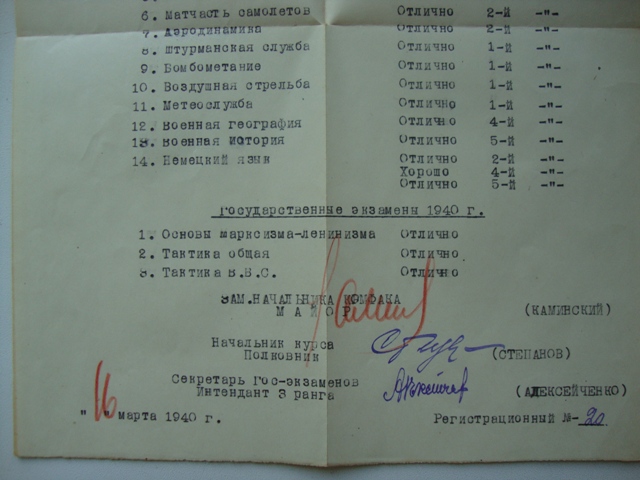 6. Матчасть самолетов Отлично 2-й -"-
7. Аэродинамика Отлично 2-й -"-
8. Штурманская служба Отлично 1-й -"-
9. Бомбометание Отлично 1-й -"-
10. Воздушная стрельба Отлично 1-й -"-
11. Метеослужба Отлично 1-й -"-
12. Военная география Отлично 4-й -"-
13. Военная история Отлично 5-й -"-
14. Немецкий язык Отлично 2-й -"-
Хорошо 4-й -"-
Отлично 5-й -"-
Государственные экзамены 1940 г.
1. Основы марксизма-ленинизма Отлично
2. Тактика общая Отлично
3. Тактика В.В.С. Отлично
ЗАМ.НАЧАЛЬНИКА КОМФАКА
МАЙОР (КАМИНСКИЙ)
Начальник курса
Полковник (СТЕПАНОВ)
Секретарь Гос-экзаменов
Интендант 3 ранга (АЛЕКСЕЙЧЕНКО)
"16" марта 1940 г.
Регистрационный №- 20